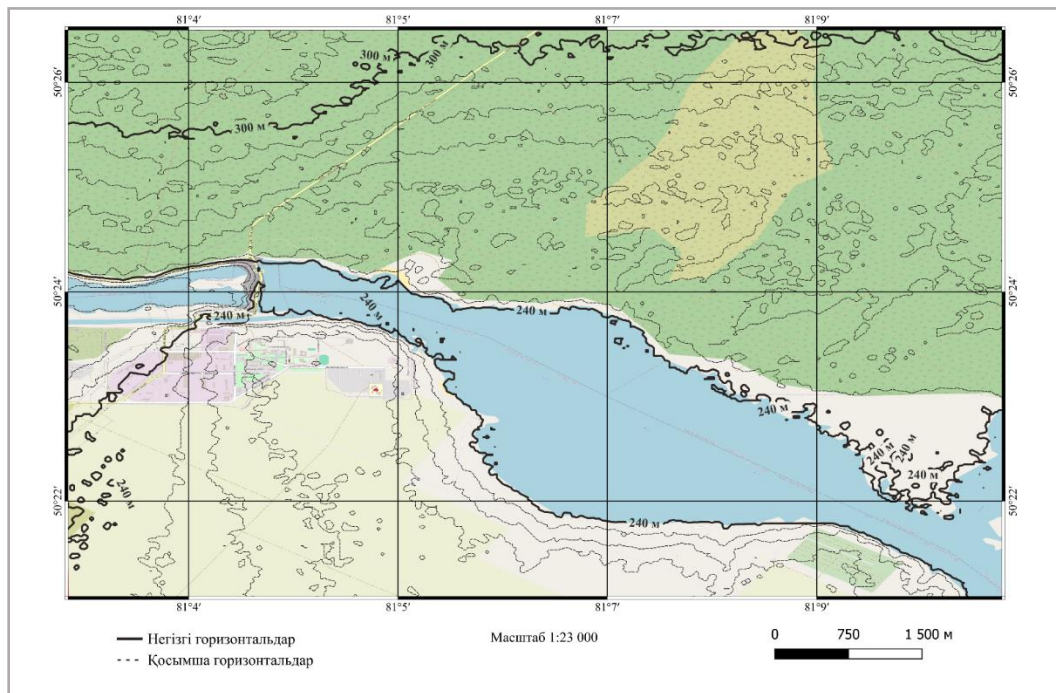 81°4′ 81°5′ 81°7′ 81°9′
50°26′ 300 м 300 м 50°26′
300 м
50°24′ 240 м 240 м 50°24′
240 м
240 м
240 м 240 м
240 м
240 м
50°22′ 240 м 50°22′
81°4′ 81°5′ 81°7′ 81°9′
Негізгі горизонтальдар
Қосымша горизонтальдар
Масштаб 1:23 000
0 750 1 500 м